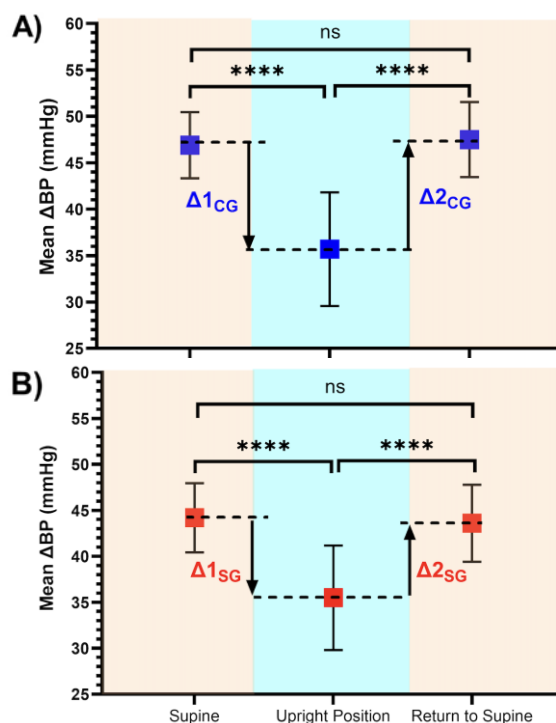 A)
Mean ΔBP (mmHg)
60
55
50
45
40
35
30
25
ns
**** ****
Δ1CG
Δ2CG
B)
Mean ΔBP (mmHg)
60
55
50
45
40
35
30
25
ns
**** ****
Δ1SG
Δ2SG
Supine Upright Position Return to Supine